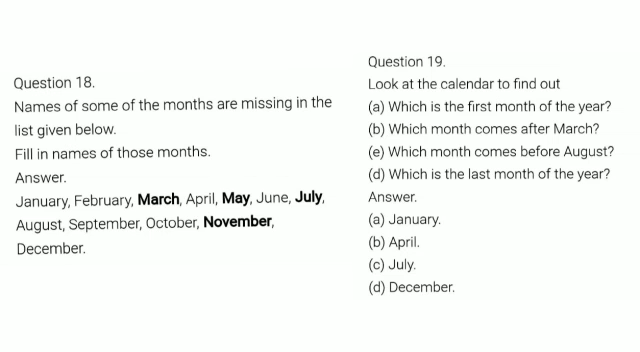 Question 18.
Names of some of the months are missing in the
list given below.
Fill in names of those months.
Answer.
January, February, March, April, May, June, July,
August, September, October, November,
December.
Question 19.
Look at the calendar to find out
(a) Which is the first month of the year?
(b) Which month comes after March?
(e) Which month comes before August?
(d) Which is the last month of the year?
Answer.
(a) January.
(b) April.
(c) July.
(d) December.